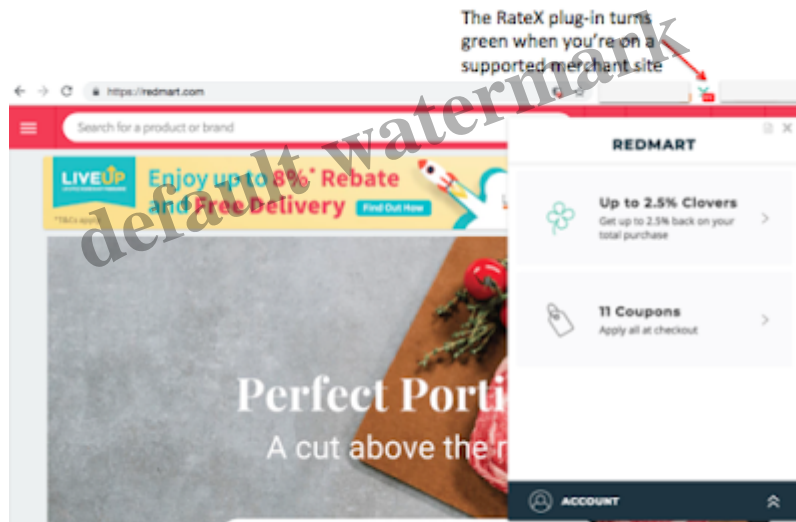 The RateX plug-in turns
green when you're on a
supported merchant site
https://redmart.com
Search for a product or brand
REDMART
LIVEUP
Enjoy up to 8%* Rebate
and Free Delivery
Find Out How
*T&Cs apply
Up to 2.5% Clovers
Get up to 2.5% back on your
total purchase
11 Coupons
Apply all at checkout
Perfect Porti
A cut above the r
ACCOUNT
default watermark